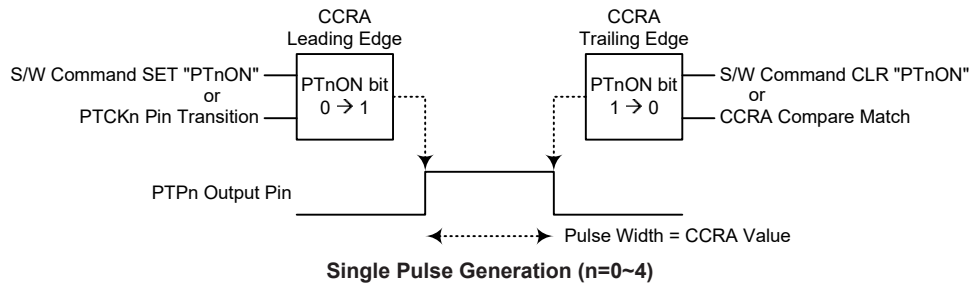 CCRA
Leading Edge
CCRA
Trailing Edge
S/W Command SET "PTnON"
or
PTCKn Pin Transition
PTnON bit
0 → 1
PTnON bit
1 → 0
S/W Command CLR "PTnON"
or
CCRA Compare Match
PTPn Output Pin
Pulse Width = CCRA Value
Single Pulse Generation (n=0~4)